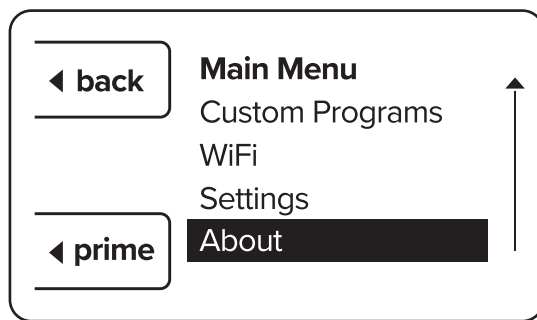 back
Main Menu
Custom Programs
WiFi
Settings
About
prime